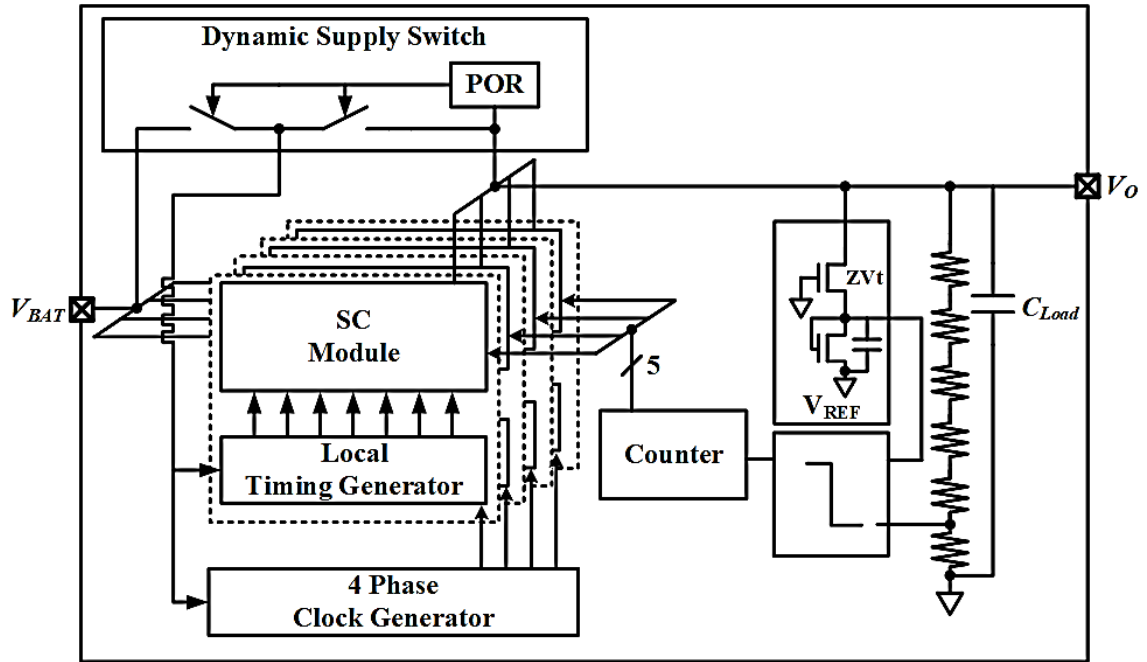 Dynamic Supply Switch
POR
V_O
ZVt
V_BAT
C_Load
SC
Module
5
V_REF
Local
Timing Generator
Counter
4 Phase
Clock Generator